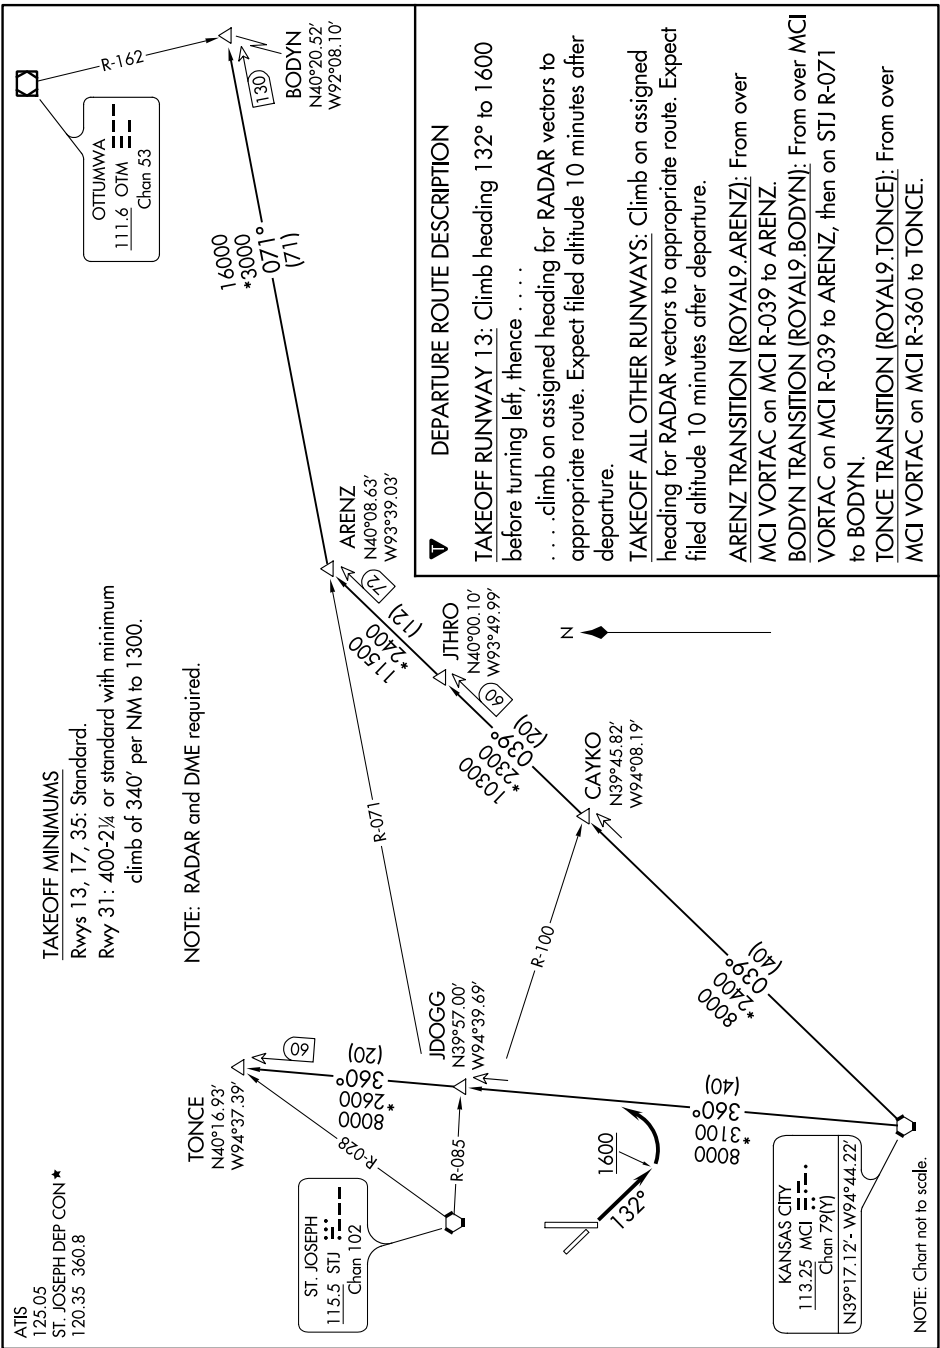 ATIS
125.05
ST. JOSEPH DEP CON★
120.35 360.8
TAKEOFF MINIMUMS
Rwys 13, 17, 35: Standard.
Rwy 31: 400-2¼ or standard with minimum
climb of 340' per NM to 1300.
NOTE: RADAR and DME required.
OTTUMWA
111.6 OTM
Chan 53
R-162
BODYN
N40°20.52'
W92°08.10'
130
16000
*3000
071°
(71)
ARENZ
N40°08.63'
W93°39.03'
72
11500
*2400
(12)
JTHRO
N40°00.10'
W93°49.99'
60
10300
*2300
039°
(20)
CAYKO
N39°45.82'
W94°08.19'
R-071
R-100
8000
*2400
039°
(40)
TONCE
N40°16.93'
W94°37.39'
60
8000
*2600
360°
(20)
JDOGG
N39°57.00'
W94°39.69'
R-028
R-085
ST. JOSEPH
115.5 STJ
Chan 102
8000
*3100
360°
(40)
1600
132°
KANSAS CITY
113.25 MCI
Chan 79(Y)
N39°17.12'- W94°44.22'
N
NOTE: Chart not to scale.
T
DEPARTURE ROUTE DESCRIPTION
TAKEOFF RUNWAY 13: Climb heading 132° to 1600
before turning left, thence . . . .
. . . .climb on assigned heading for RADAR vectors to
appropriate route. Expect filed altitude 10 minutes after
departure.
TAKEOFF ALL OTHER RUNWAYS: Climb on assigned
heading for RADAR vectors to appropriate route. Expect
filed altitude 10 minutes after departure.
ARENZ TRANSITION (ROYAL9.ARENZ): From over
MCI VORTAC on MCI R-039 to ARENZ.
BODYN TRANSITION (ROYAL9.BODYN): From over MCI
VORTAC on MCI R-039 to ARENZ, then on STJ R-071
to BODYN.
TONCE TRANSITION (ROYAL9.TONCE): From over
MCI VORTAC on MCI R-360 to TONCE.